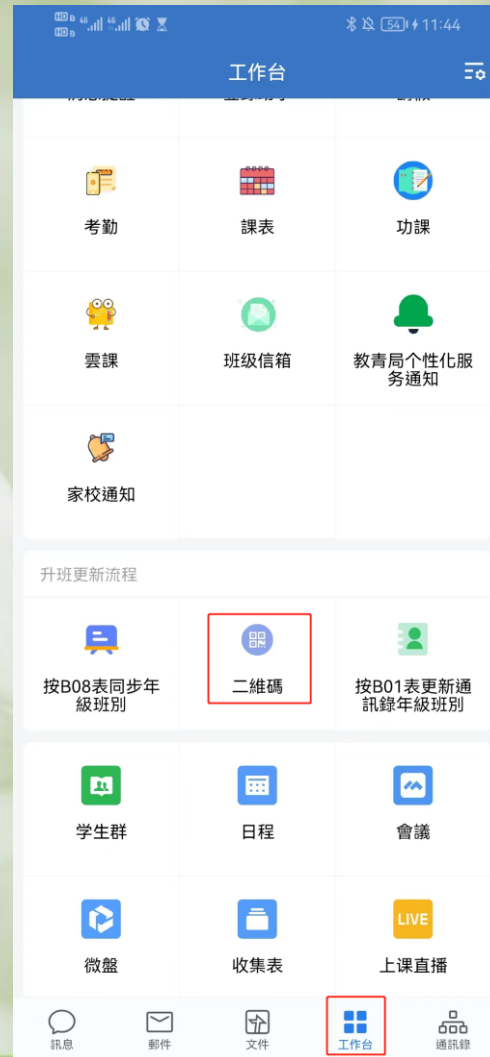 54 11:44
工作台
考勤 課表 功課
雲課 班级信箱 教青局个性化服
务通知
家校通知
升班更新流程
按B08表同步年 二維碼 按B01表更新通
級班別 訊錄年級班別
学生群 日程 會議
LIVE
微盤 收集表 上课直播
訊息 郵件 文件 工作台 通訊錄